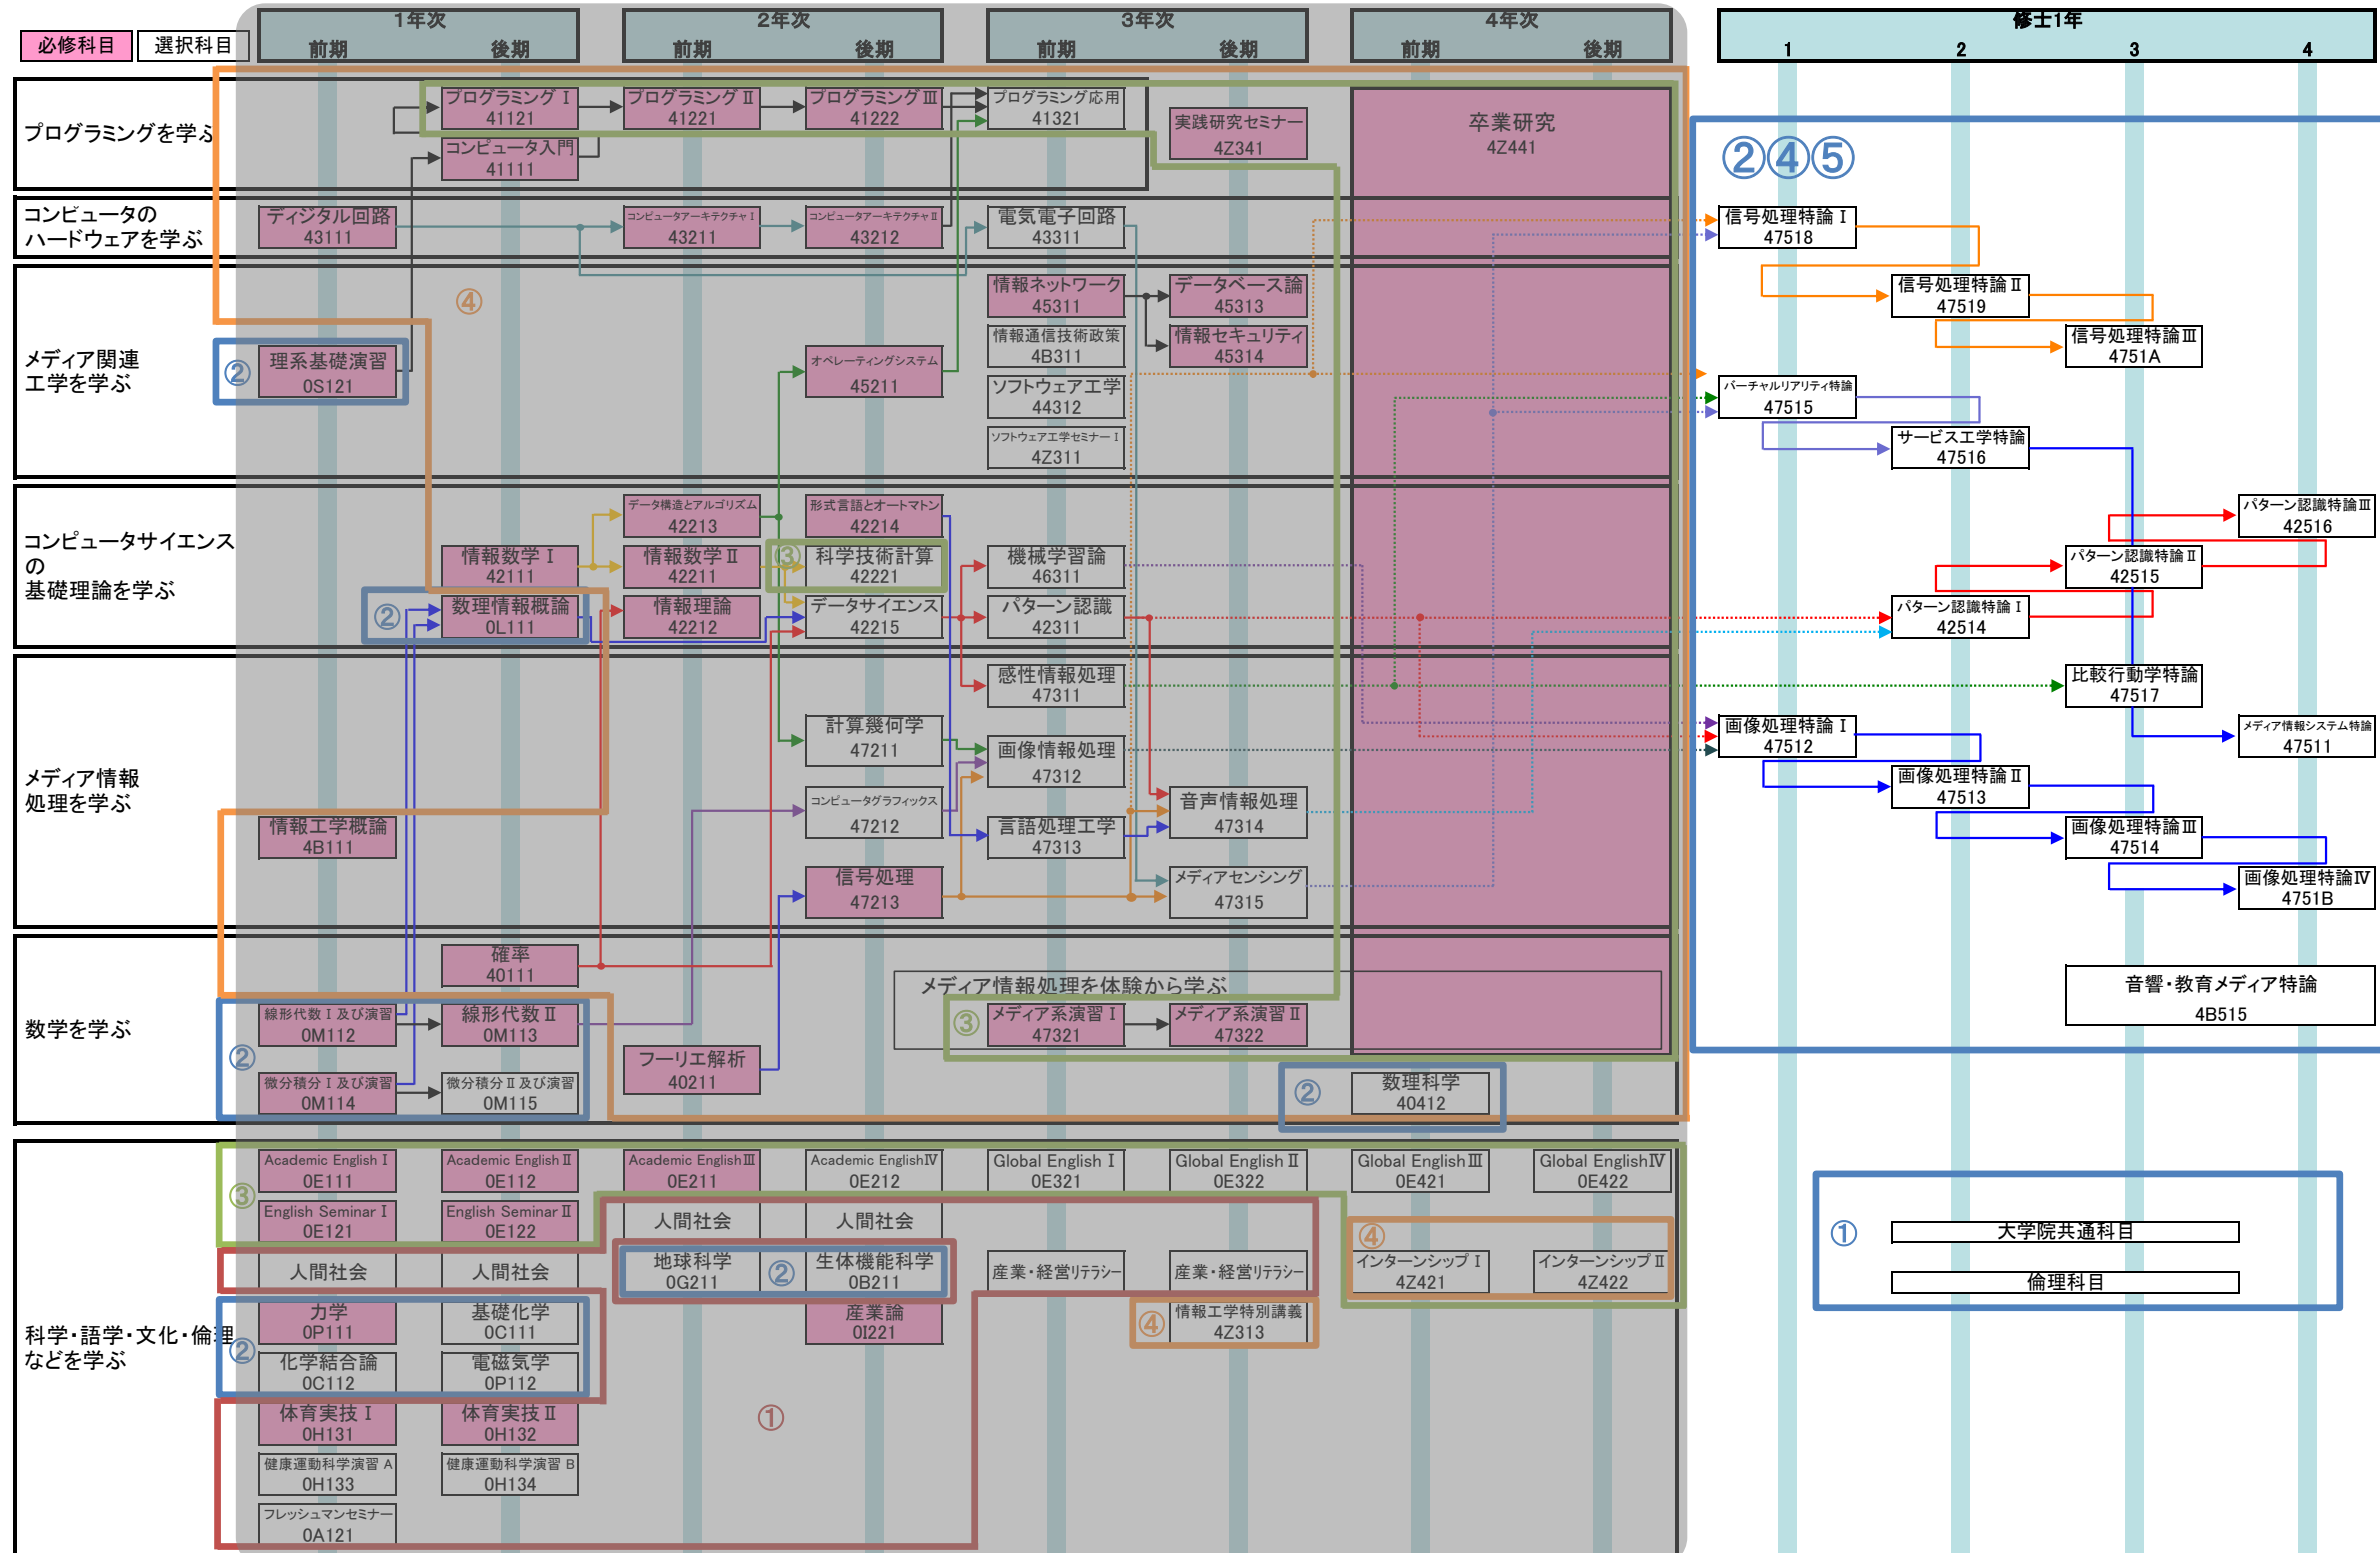 必修科目
選択科目
1年次
前期
後期
2年次
前期
後期
3年次
前期
後期
4年次
前期
後期
修士1年
1
2
3
4
プログラミングを学ぶ
プログラミングⅠ
41121
プログラミングⅡ
41221
プログラミングⅢ
41222
プログラミング応用
41321
コンピュータ入門
41111
実践研究セミナー
4Z341
卒業研究
4Z441
②④⑤
コンピュータの
ハードウェアを学ぶ
ディジタル回路
43111
コンピュータアーキテクチャⅠ
43211
コンピュータアーキテクチャⅡ
43212
電気電子回路
43311
信号処理特論Ⅰ
47518
④
メディア関連
工学を学ぶ
②
理系基礎演習
0S121
オペレーティングシステム
45211
情報ネットワーク
45311
データベース論
45313
情報通信技術政策
4B311
情報セキュリティ
45314
ソフトウェア工学
44312
ソフトウェア工学セミナーⅠ
4Z311
信号処理特論Ⅱ
47519
信号処理特論Ⅲ
4751A
バーチャルリアリティ特論
47515
サービス工学特論
47516
コンピュータサイエンス
の
基礎理論を学ぶ
データ構造とアルゴリズム
42213
形式言語とオートマトン
42214
情報数学Ⅰ
42111
情報数学Ⅱ
42211
③
科学技術計算
42221
機械学習論
46311
②
数理情報概論
0L111
情報理論
42212
データサイエンス
42215
パターン認識
42311
パターン認識特論Ⅲ
42516
パターン認識特論Ⅱ
42515
パターン認識特論Ⅰ
42514
メディア情報
処理を学ぶ
感性情報処理
47311
計算幾何学
47211
画像情報処理
47312
コンピュータグラフィックス
47212
音声情報処理
47314
情報工学概論
4B111
言語処理工学
47313
信号処理
47213
メディアセンシング
47315
比較行動学特論
47517
画像処理特論Ⅰ
47512
メディア情報システム特論
47511
画像処理特論Ⅱ
47513
画像処理特論Ⅲ
47514
画像処理特論Ⅳ
4751B
数学を学ぶ
確率
40111
②
線形代数Ⅰ及び演習
0M112
線形代数Ⅱ
0M113
微分積分Ⅰ及び演習
0M114
微分積分Ⅱ及び演習
0M115
フーリエ解析
40211
メディア情報処理を体験から学ぶ
③
メディア系演習Ⅰ
47321
メディア系演習Ⅱ
47322
②
数理科学
40412
音響・教育メディア特論
4B515
科学・語学・文化・倫理
などを学ぶ
③
Academic EnglishⅠ
0E111
Academic EnglishⅡ
0E112
Academic EnglishⅢ
0E211
Academic EnglishⅣ
0E212
Global EnglishⅠ
0E321
Global EnglishⅡ
0E322
Global EnglishⅢ
0E421
Global EnglishⅣ
0E422
English SeminarⅠ
0E121
English SeminarⅡ
0E122
人間社会
人間社会
人間社会
人間社会
地球科学
0G211
②
生体機能科学
0B211
産業・経営リテラシー
産業・経営リテラシー
④
インターンシップⅠ
4Z421
インターンシップⅡ
4Z422
②
力学
0P111
基礎化学
0C111
産業論
0I221
④
情報工学特別講義
4Z313
化学結合論
0C112
電磁気学
0P112
体育実技Ⅰ
0H131
体育実技Ⅱ
0H132
①
健康運動科学演習A
0H133
健康運動科学演習B
0H134
フレッシュマンセミナー
0A121
①
大学院共通科目
倫理科目